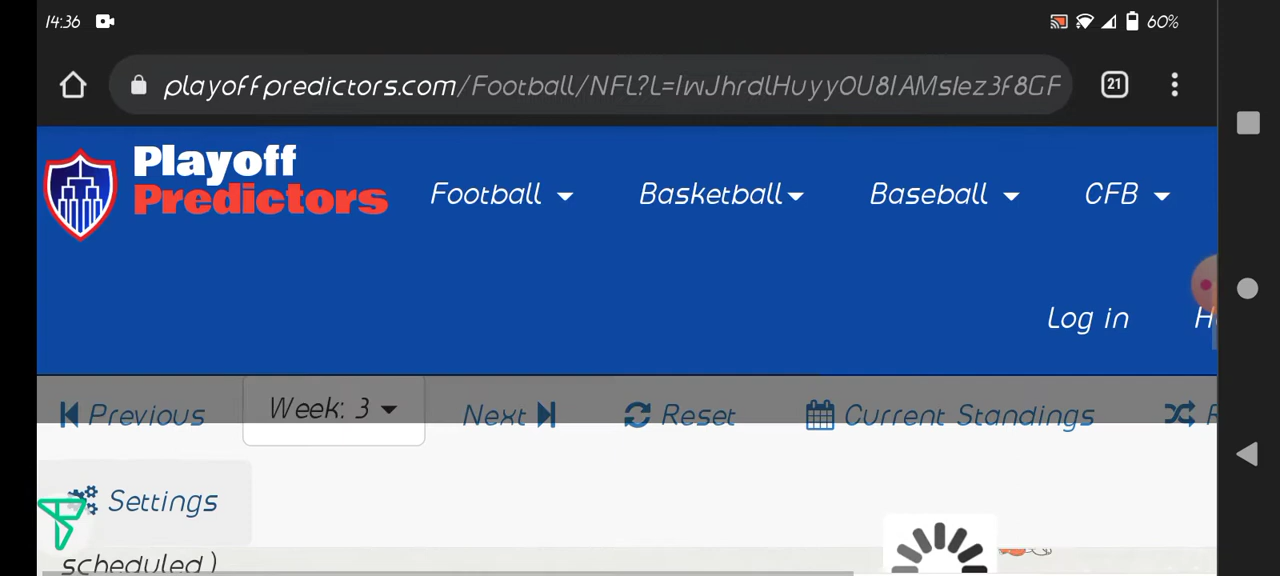 14:36 60%
playoffpredictors.com/Football/NFL?L=
21
Playoff
Predictors
Football Basketball Baseball CFB
Log in
Previous Week: 3 Next Reset Current Standings
Settings
scheduled )